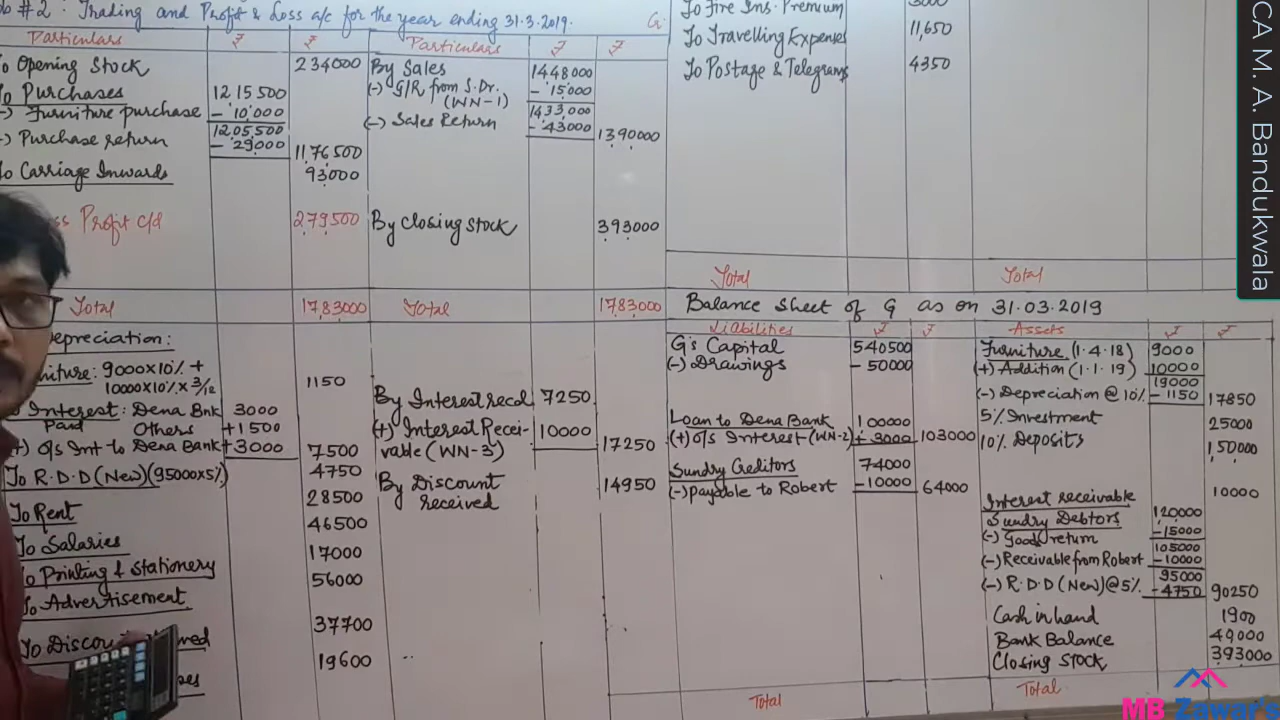 #2: Trading and Profit & Loss a/c for the year ending 31.3.2019. G.
Particulars ₹ ₹ Particulars ₹ ₹
To Opening Stock 234000 By Sales 1448000
To Purchases 1215500 (-) G/R from S.Dr. (WN-1) - 15000
1433000
(-) Furniture purchase - 10,000
1205500
(-) Sales Return - 43000 1390000
(-) Purchase return - 29000 11,76500
To Carriage Inwards 93000
Profit c/d 279500 By Closing Stock 393000
Total 1783000 Total 1783000
Depreciation:
Furniture: 9000x10% +
10000x10% x 3/12 1150
Interest: Dena Bnk 3000 By Interest recd 7250
Paid Others +1500
(+) Interest Recei-
vable (WN-3) 10000 17250
(+) O/s Int to Dena Bank +3000 7500
To R.D.D (New) (95000x5%) 4750 By Discount
received 14950
To Rent 28500
To Salaries 46500
To Printing & Stationery 17000
To Advertisement 56000
To Discou 37700
19600
To Fire Ins. Premium
To Travelling Expenses 11,650
To Postage & Telegrams 4350
Total Total
Balance Sheet of G as on 31.03.2019
Liabilities ₹ ₹ Assets ₹ ₹
G's Capital 540500 Furniture (1.4.18) 9000
(-) Drawings - 50000 (+) Addition (1.1.19) 10000
19000
(-) Depreciation @ 10% - 1150 17850
Loan to Dena Bank 100000 5% Investment 25000
(+) O/s Interest (WN-2) + 3000 103000 10% Deposits 1,50000
Sundry Creditors 74000
(-) Payable to Robert - 10000 64000 Interest receivable 10000
Sundry Debtors 120000
(-) Goods return - 15000
105000
(-) Receivable from Robert - 10000
95000
(-) R.D.D (New) @ 5% - 4750 90250
Cash in hand 1900
Bank Balance 49000
Closing Stock 393000
Total Total
CA M. A. Bandukwala
MB Zawar's